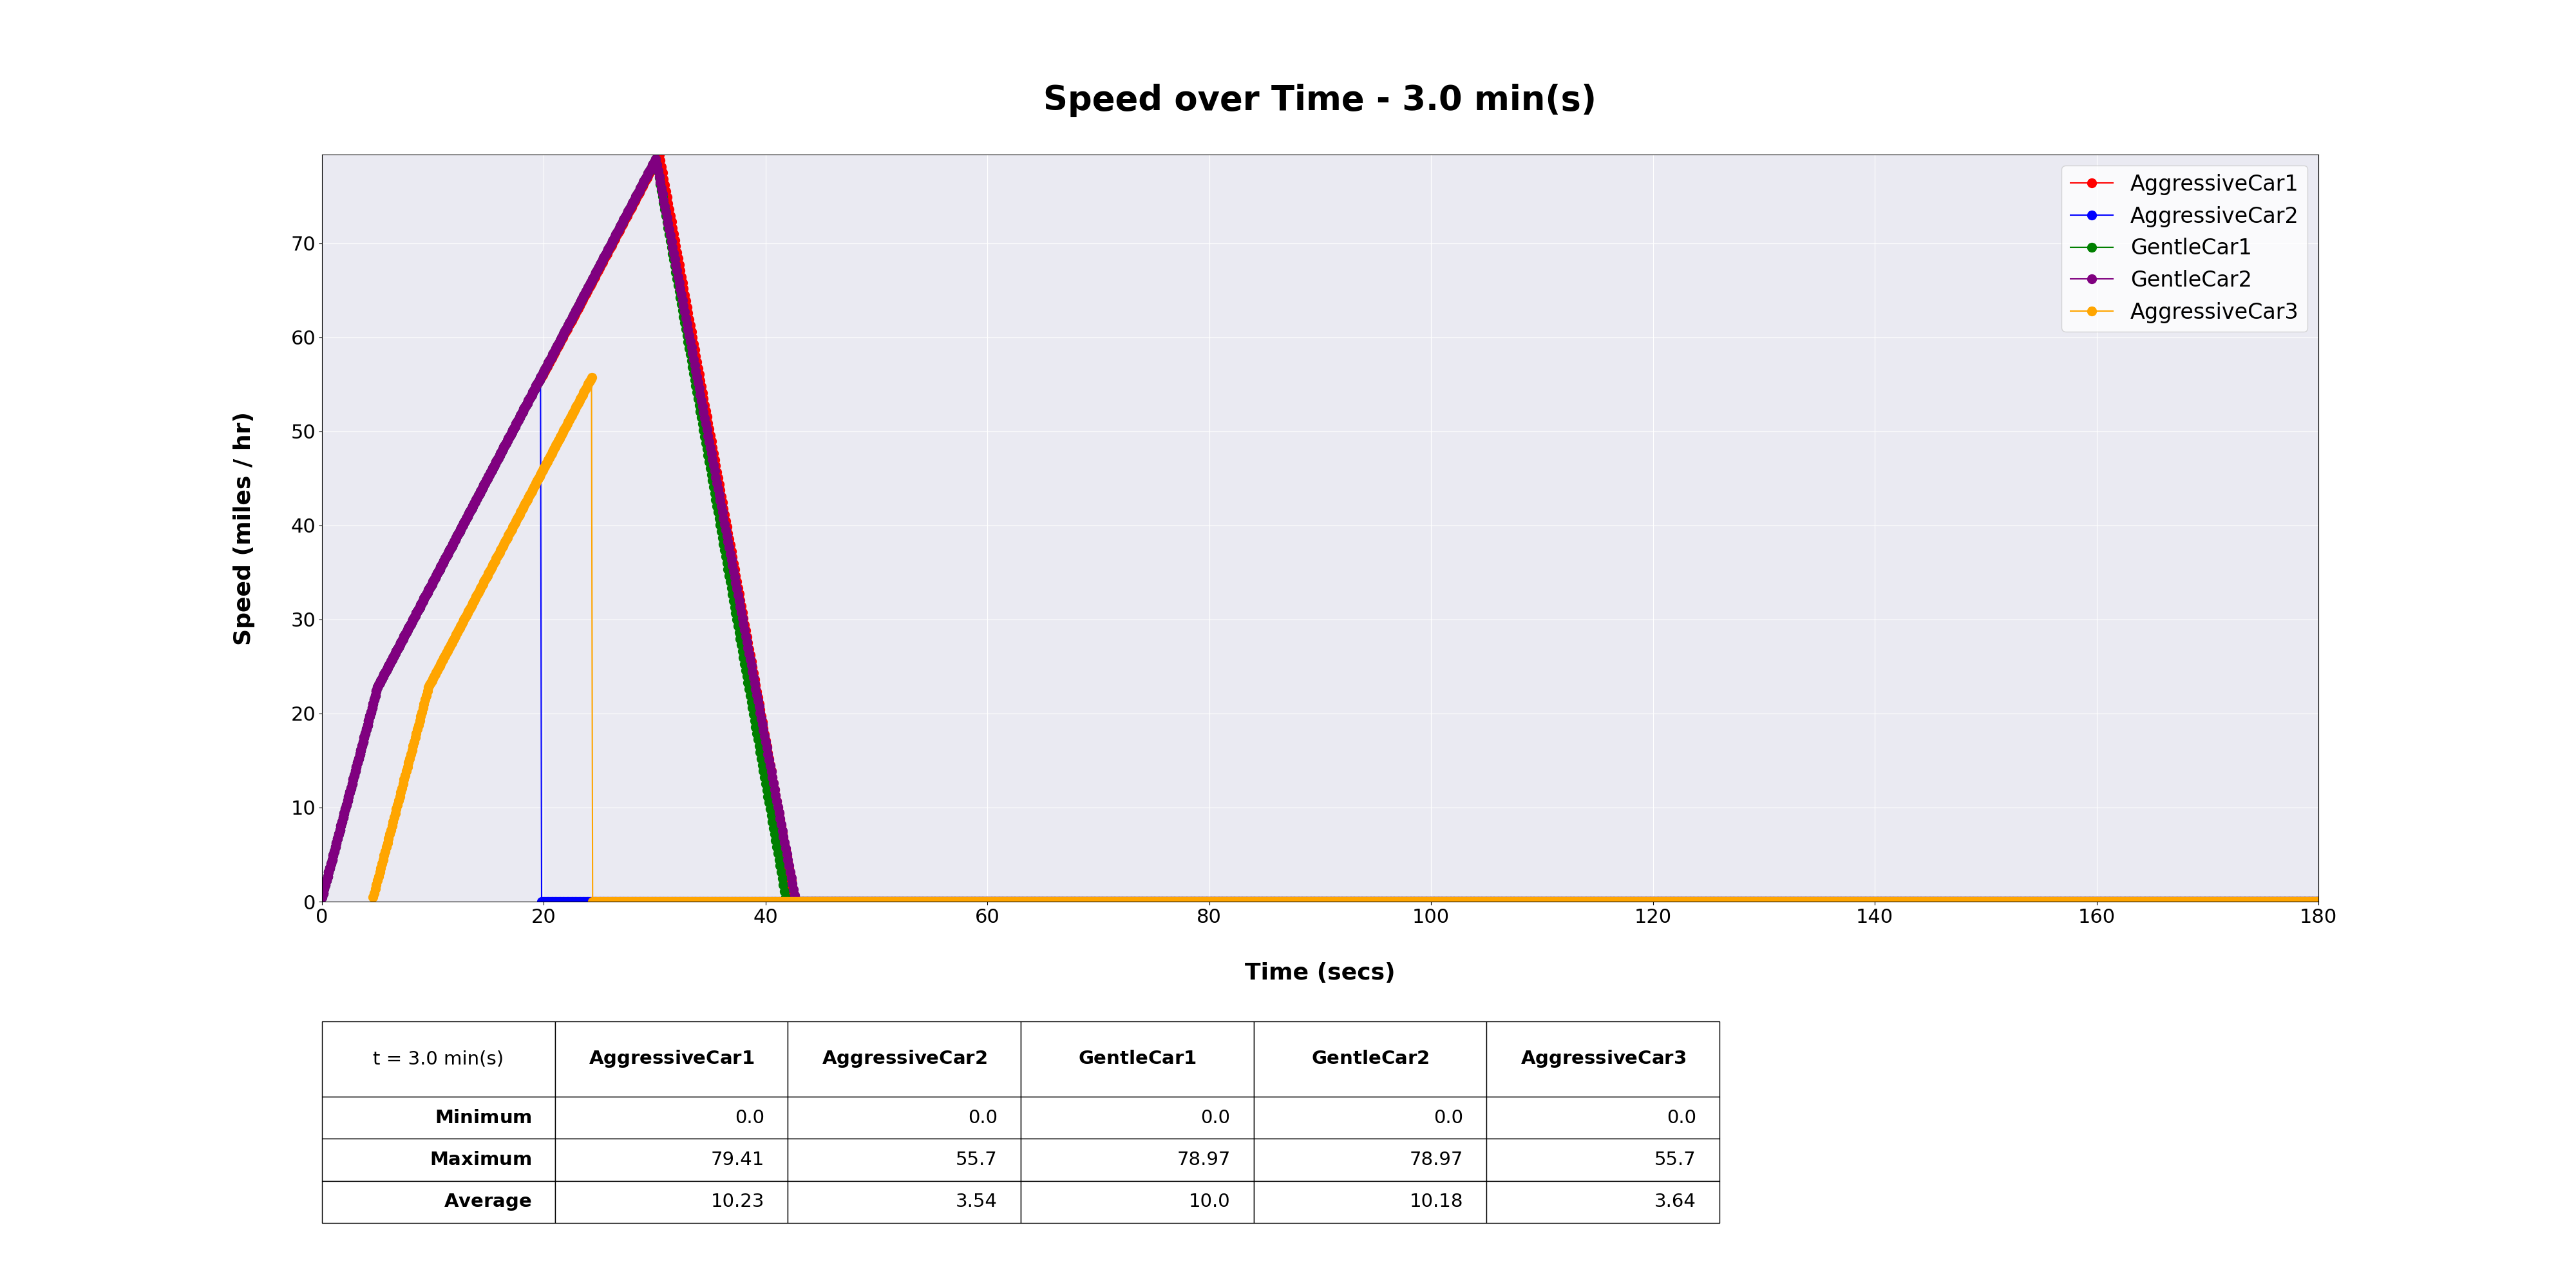 Speed over Time - 3.0 min(s)
AggressiveCar1
AggressiveCar2
GentleCar1
GentleCar2
AggressiveCar3
Speed (miles / hr)
70
60
50
40
30
20
10
0
0 20 40 60 80 100 120 140 160 180
Time (secs)
t = 3.0 min(s) AggressiveCar1 AggressiveCar2 GentleCar1 GentleCar2 AggressiveCar3
Minimum 0.0 0.0 0.0 0.0 0.0
Maximum 79.41 55.7 78.97 78.97 55.7
Average 10.23 3.54 10.0 10.18 3.64